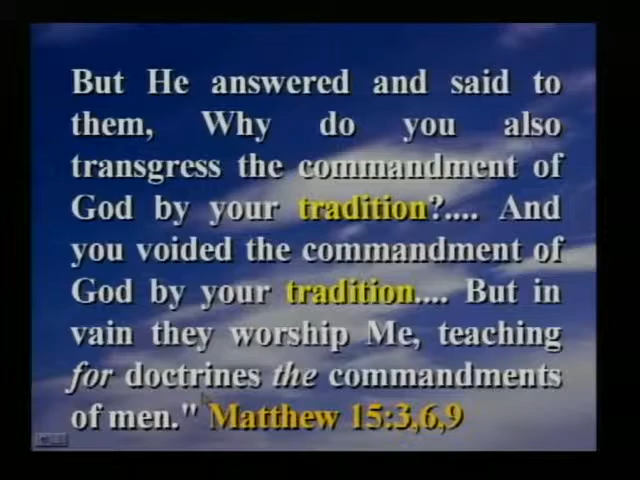 But He answered and said to
them, Why do you also
transgress the commandment of
God by your tradition?.... And
you voided the commandment of
God by your tradition.... But in
vain they worship Me, teaching
for doctrines the commandments
of men." Matthew 15:3,6,9